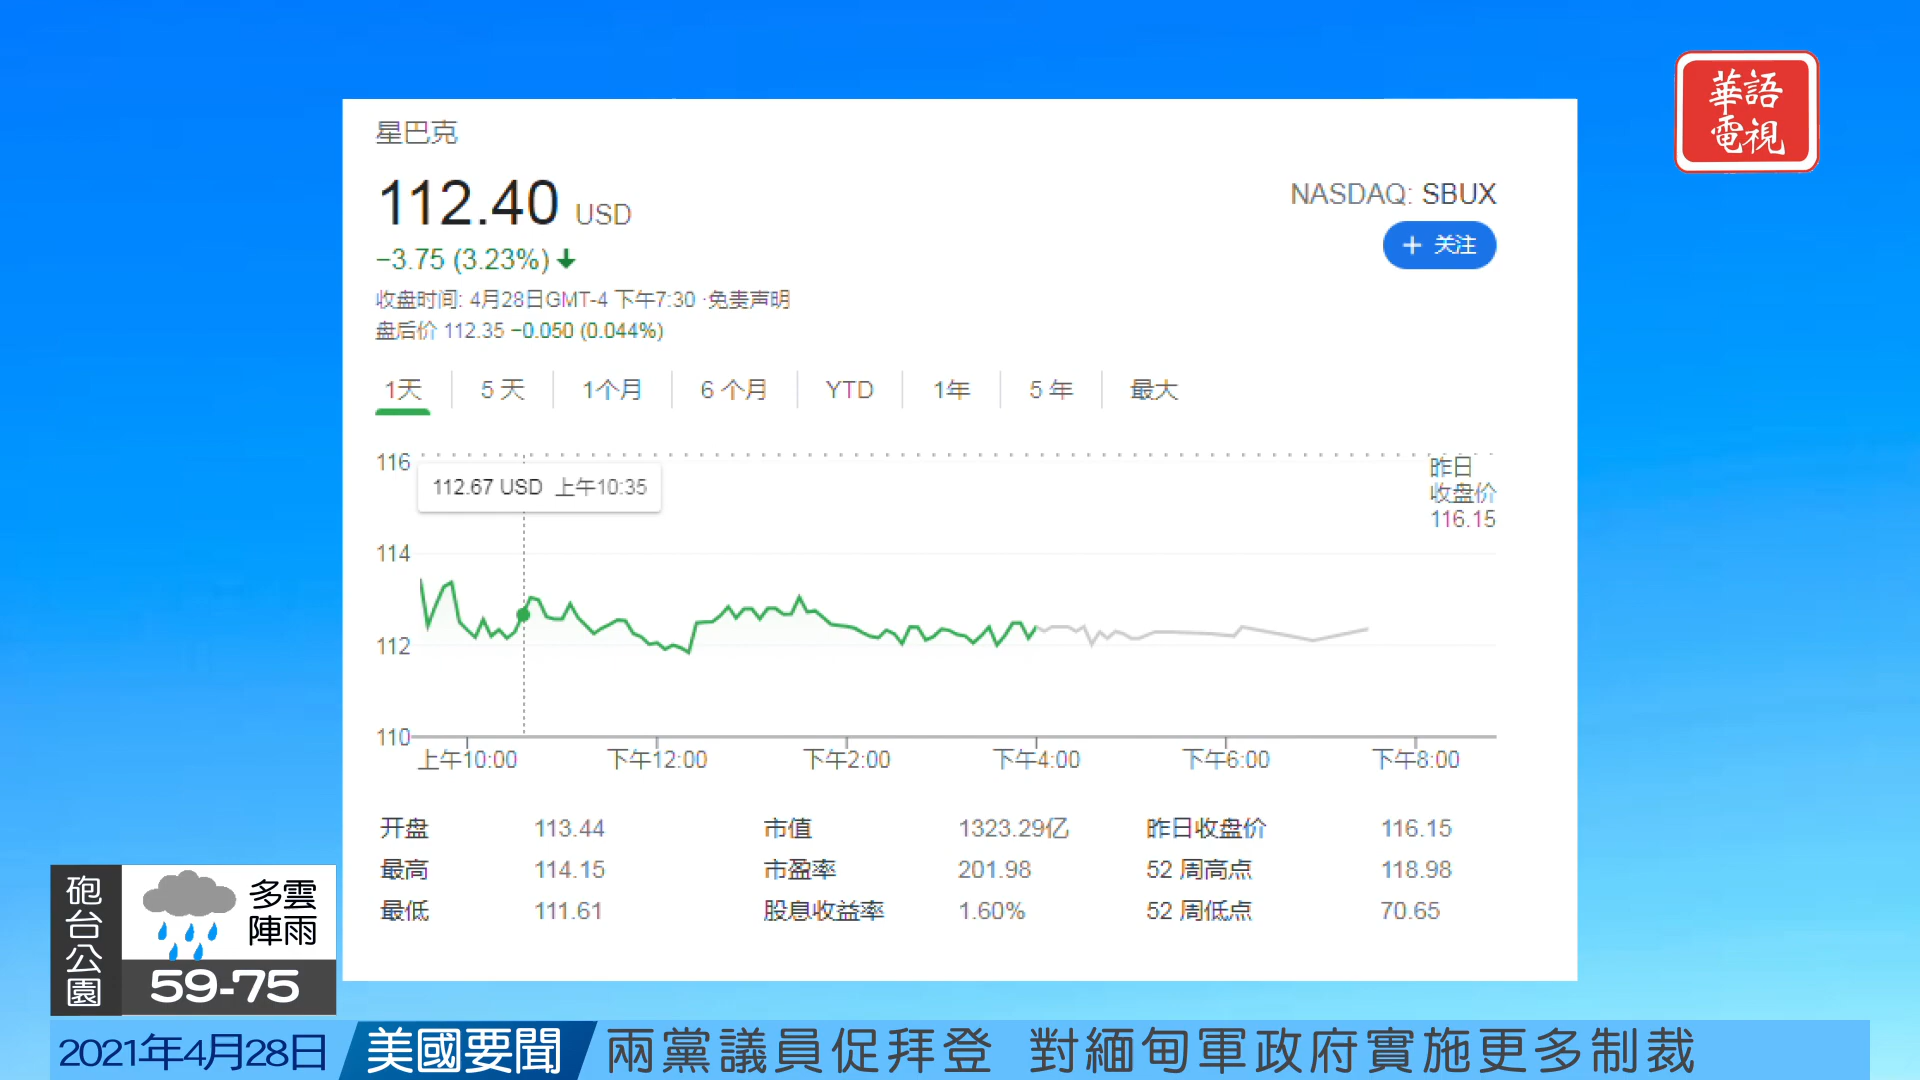 華語
電視
星巴克
112.40 USD
NASDAQ: SBUX
−3.75 (3.23%)
+ 关注
收盘时间: 4月28日GMT-4 下午7:30 ·免责声明
盘后价 112.35 −0.050 (0.044%)
1天 5 天 1个月 6 个月 YTD 1年 5 年 最大
116
112.67 USD 上午10:35
昨日
收盘价
116.15
114
112
110
上午10:00 下午12:00 下午2:00 下午4:00 下午6:00 下午8:00
开盘 113.44 市值 1323.29亿 昨日收盘价 116.15
最高 114.15 市盈率 201.98 52 周高点 118.98
最低 111.61 股息收益率 1.60% 52 周低点 70.65
砲台公園
多雲
陣雨
59-75
2021年4月28日 美國要聞 兩黨議員促拜登 對緬甸軍政府實施更多制裁